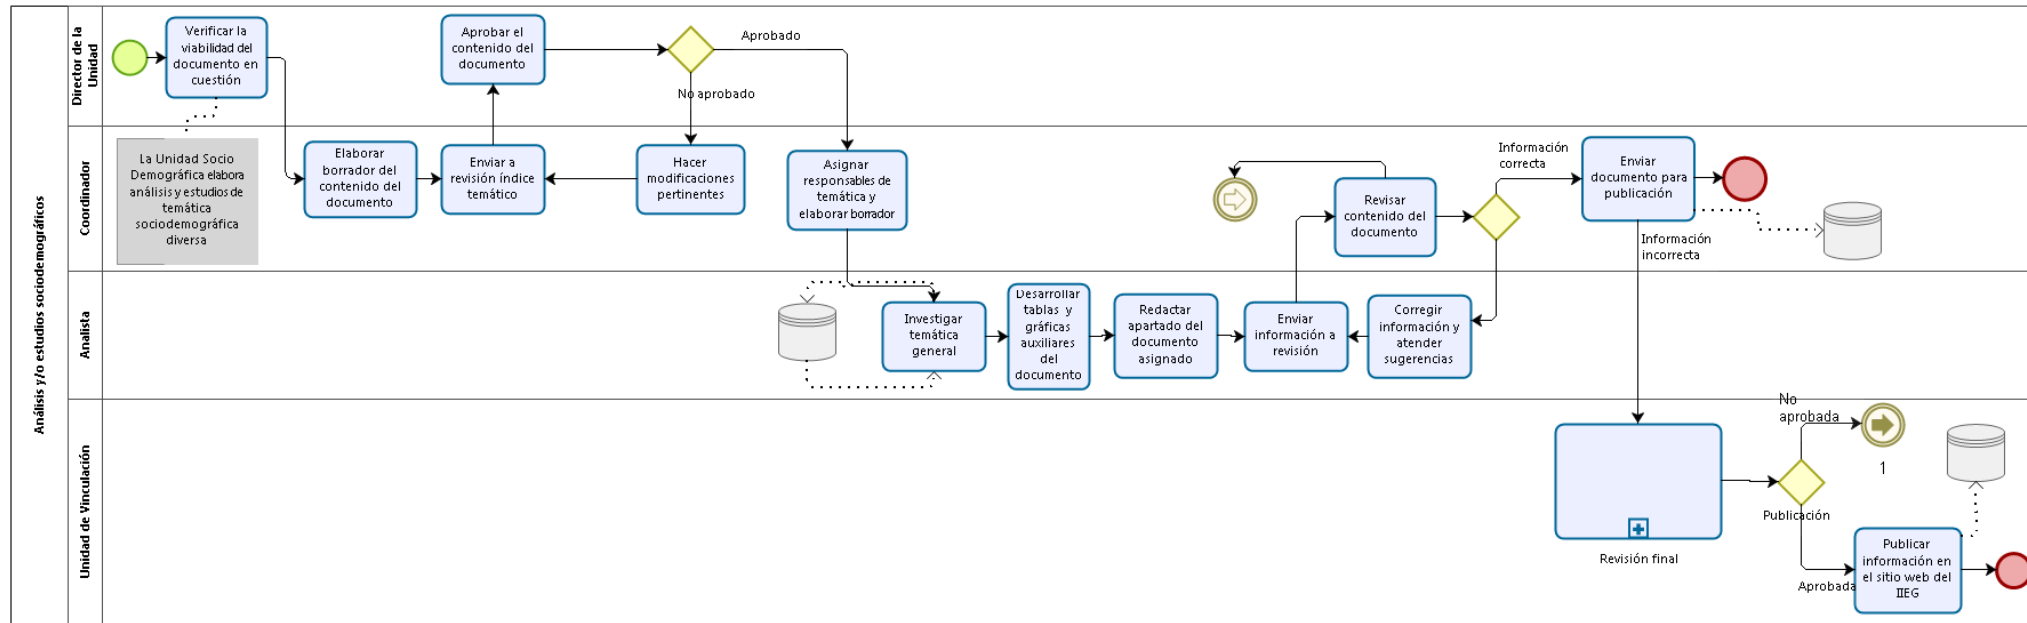 Análisis y/o estudios sociodemográficos
Director de la
Unidad
Verificar la
viabilidad del
documento en
cuestión
Aprobar el
contenido del
documento
Aprobado
No aprobado
Coordinador
La Unidad Socio
Demográfica elabora
análisis y estudios de
temática
sociodemográfica
diversa
Elaborar
borrador del
contenido del
documento
Enviar a
revisión índice
temático
Hacer
modificaciones
pertinentes
Asignar
responsables de
temática y
elaborar borrador
Revisar
contenido del
documento
Información
correcta
Enviar
documento para
publicación
Información
incorrecta
Analista
Investigar
temática
general
Desarrollar
tablas y
gráficas
auxiliares
del
documento
Redactar
apartado del
documento
asignado
Enviar
información a
revisión
Corregir
información y
atender
sugerencias
Unidad de Vinculación
Revisión final
No
aprobada
1
Publicación
Aprobada
Publicar
información en
el sitio web del
IIEG